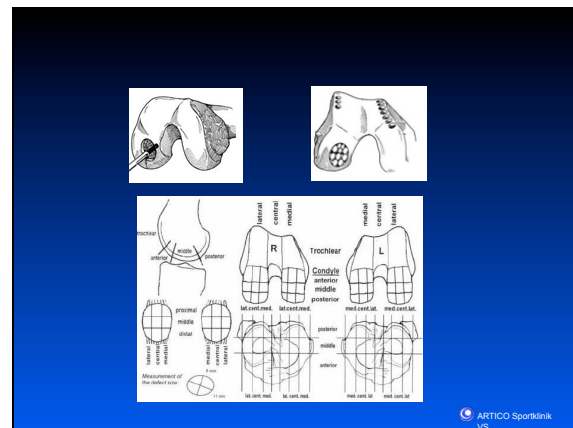 lateral
central
medial
medial
central
lateral
trochlear
anterior
middle
posterior
R
Trochlear
L
Condyle
anterior
middle
posterior
lat.cent.med. lat.cent.med.
med.cent.lat. med.cent.lat.
proximal
middle
distal
posterior
middle
anterior
lateral
central
medial
medial
central
lateral
Measurement of
the defect size:
11 mm
lat. cent. med. lat. cent. med.
med. cent. lat med. cent. lat.
ARTICO Sportklinik
VS